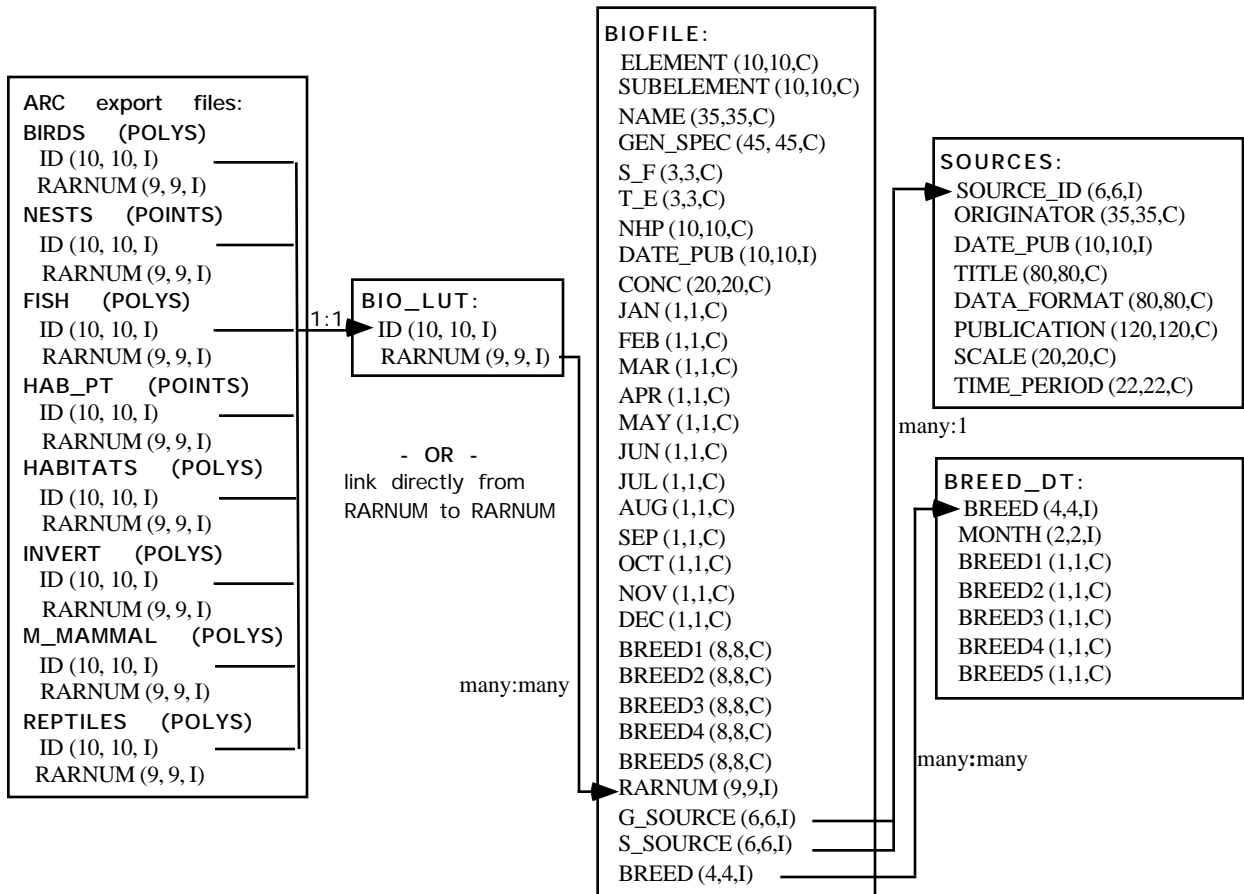 ARC export files:
BIRDS (POLYS)
ID (10, 10, I)
RARNUM (9, 9, I)
NESTS (POINTS)
ID (10, 10, I)
RARNUM (9, 9, I)
FISH (POLYS)
ID (10, 10, I)
RARNUM (9, 9, I)
HAB_PT (POINTS)
ID (10, 10, I)
RARNUM (9, 9, I)
HABITATS (POLYS)
ID (10, 10, I)
RARNUM (9, 9, I)
INVERT (POLYS)
ID (10, 10, I)
RARNUM (9, 9, I)
M_MAMMAL (POLYS)
ID (10, 10, I)
RARNUM (9, 9, I)
REPTILES (POLYS)
ID (10, 10, I)
RARNUM (9, 9, I)
1:1
BIO_LUT:
ID (10, 10, I)
RARNUM (9, 9, I)
- OR -
link directly from
RARNUM to RARNUM
many:many
BIOFILE:
ELEMENT (10,10,C)
SUBELEMENT (10,10,C)
NAME (35,35,C)
GEN_SPEC (45, 45,C)
S_F (3,3,C)
T_E (3,3,C)
NHP (10,10,C)
DATE_PUB (10,10,I)
CONC (20,20,C)
JAN (1,1,C)
FEB (1,1,C)
MAR (1,1,C)
APR (1,1,C)
MAY (1,1,C)
JUN (1,1,C)
JUL (1,1,C)
AUG (1,1,C)
SEP (1,1,C)
OCT (1,1,C)
NOV (1,1,C)
DEC (1,1,C)
BREED1 (8,8,C)
BREED2 (8,8,C)
BREED3 (8,8,C)
BREED4 (8,8,C)
BREED5 (8,8,C)
RARNUM (9,9,I)
G_SOURCE (6,6,I)
S_SOURCE (6,6,I)
BREED (4,4,I)
SOURCES:
SOURCE_ID (6,6,I)
ORIGINATOR (35,35,C)
DATE_PUB (10,10,I)
TITLE (80,80,C)
DATA_FORMAT (80,80,C)
PUBLICATION (120,120,C)
SCALE (20,20,C)
TIME_PERIOD (22,22,C)
many:1
BREED_DT:
BREED (4,4,I)
MONTH (2,2,I)
BREED1 (1,1,C)
BREED2 (1,1,C)
BREED3 (1,1,C)
BREED4 (1,1,C)
BREED5 (1,1,C)
many:many